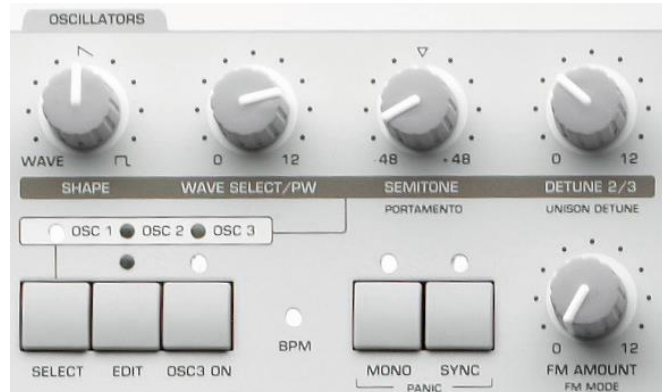 OSCILLATORS
WAVE
0 12
-48 +48
0 12
SHAPE WAVE SELECT/PW SEMITONE DETUNE 2/3
PORTAMENTO UNISON DETUNE
OSC 1 OSC 2 OSC 3
BPM
0 12
SELECT EDIT OSC3 ON MONO SYNC FM AMOUNT
PANIC FM MODE